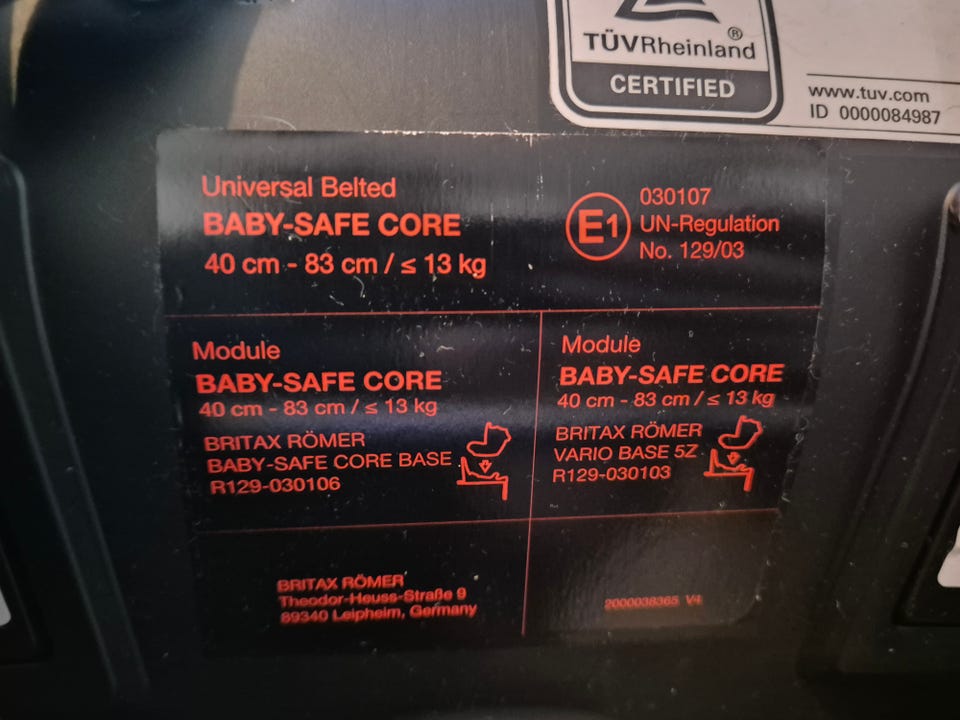 TÜVRheinland®
CERTIFIED
www.tuv.com
ID 0000084987
Universal Belted
BABY-SAFE CORE
40 cm - 83 cm / ≤ 13 kg
E1
030107
UN-Regulation
No. 129/03
Module
BABY-SAFE CORE
40 cm - 83 cm / ≤ 13 kg
BRITAX RÖMER
BABY-SAFE CORE BASE
R129-030106
Module
BABY-SAFE CORE
40 cm - 83 cm / ≤ 13 kg
BRITAX RÖMER
VARIO BASE 5Z
R129-030103
BRITAX RÖMER
Theodor-Heuss-Straße 9
89340 Leipheim, Germany
2000038365 V4